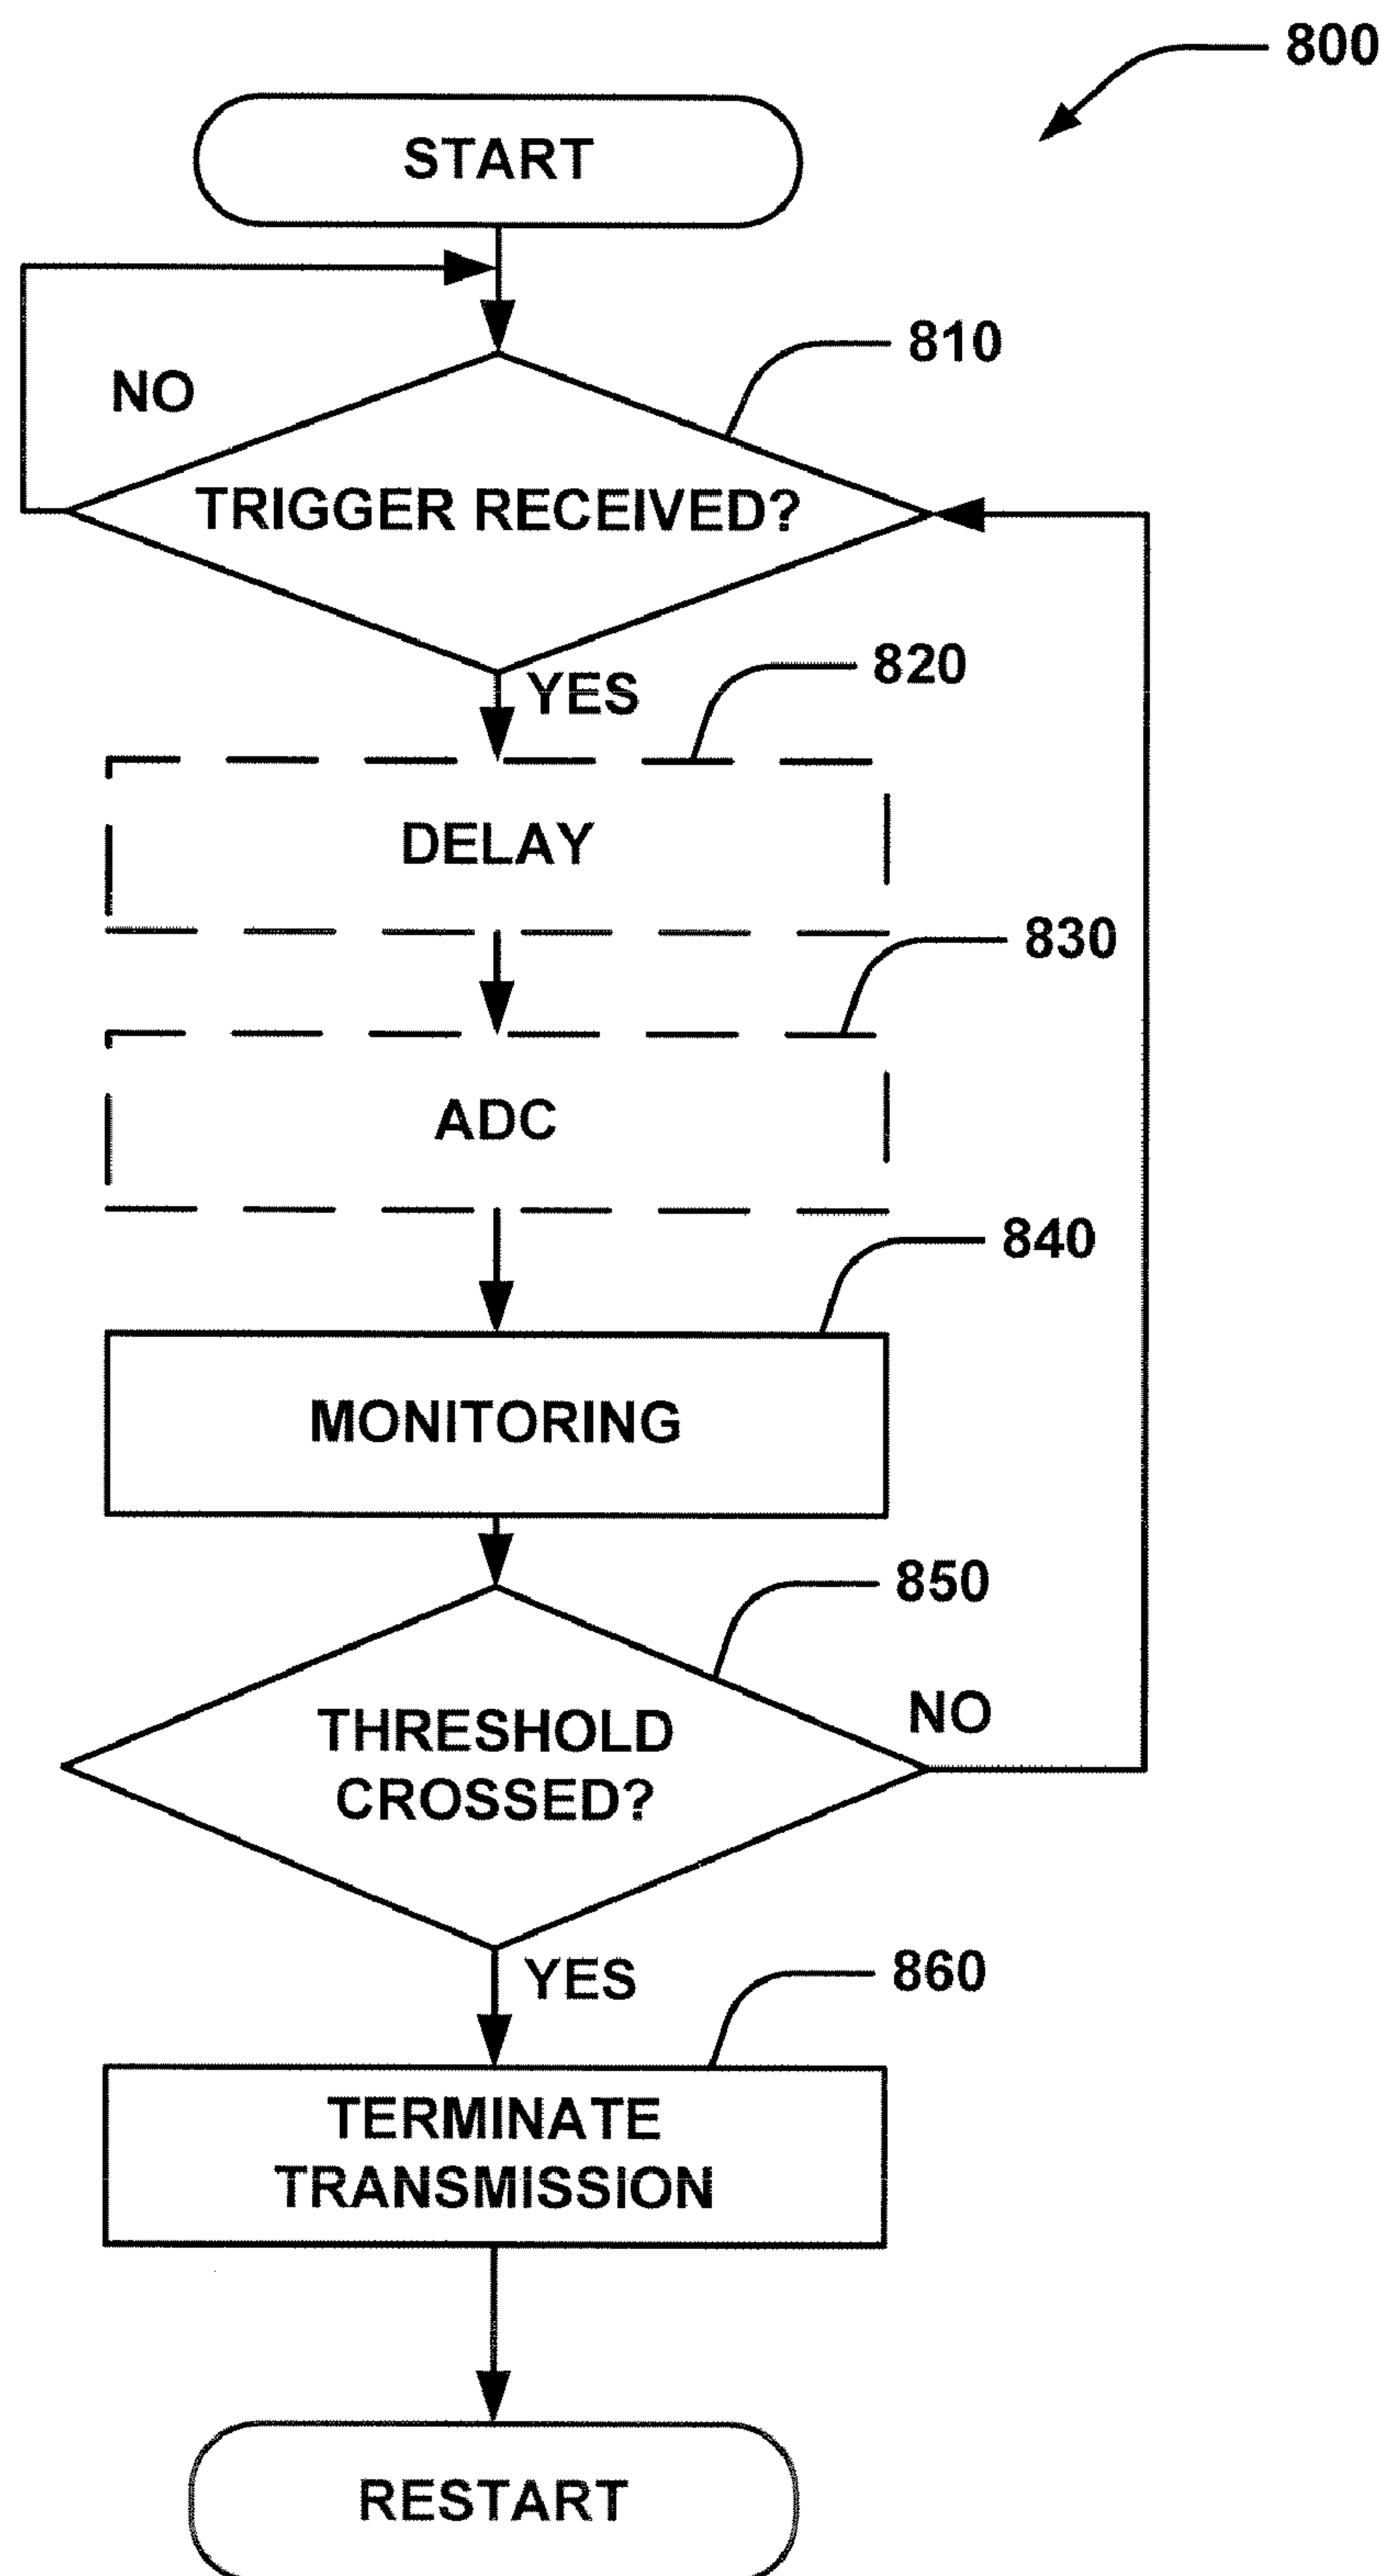 800
START
NO
810
TRIGGER RECEIVED?
YES
820
DELAY
830
ADC
840
MONITORING
850
THRESHOLD
CROSSED?
NO
YES
860
TERMINATE
TRANSMISSION
RESTART